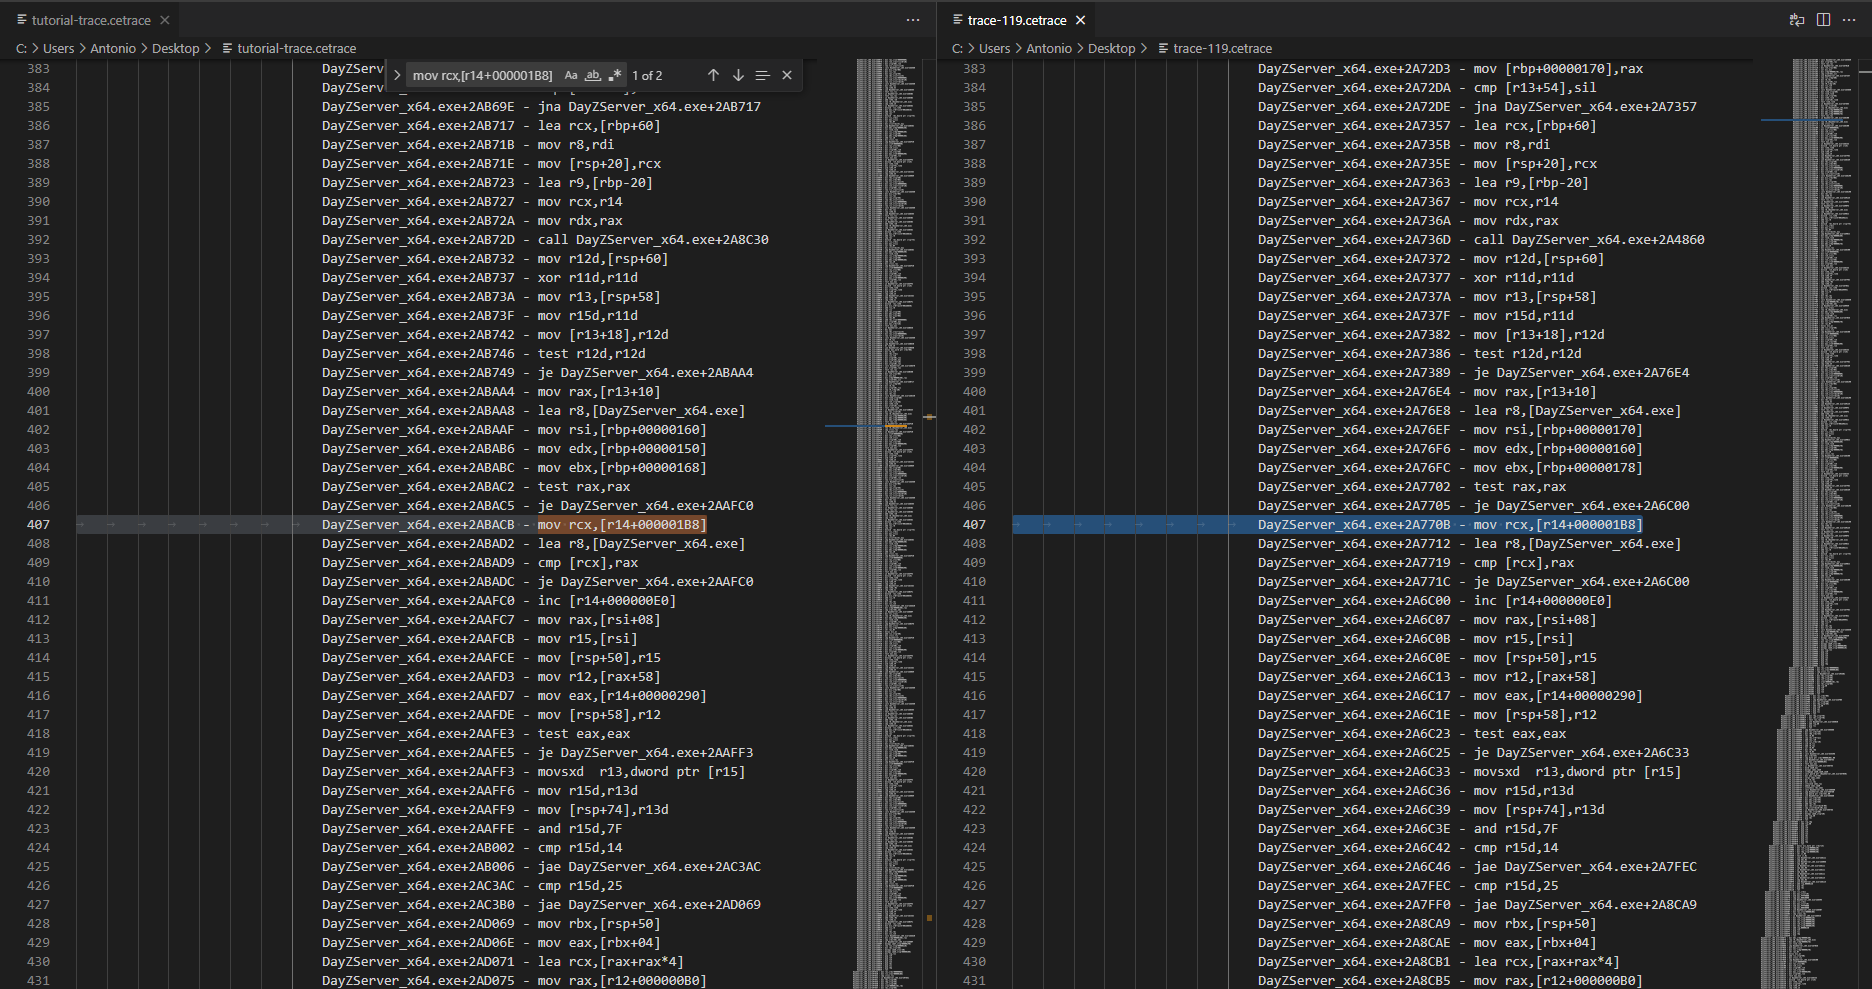 tutorial-trace.cetrace
C: > Users > Antonio > Desktop > tutorial-trace.cetrace
mov rcx,[r14+000001B8] Aa ab .* 1 of 2
383 DayZServ
384 DayZServ
385 DayZServer_x64.exe+2AB69E - jna DayZServer_x64.exe+2AB717
386 DayZServer_x64.exe+2AB717 - lea rcx,[rbp+60]
387 DayZServer_x64.exe+2AB71B - mov r8,rdi
388 DayZServer_x64.exe+2AB71E - mov [rsp+20],rcx
389 DayZServer_x64.exe+2AB723 - lea r9,[rbp-20]
390 DayZServer_x64.exe+2AB727 - mov rcx,r14
391 DayZServer_x64.exe+2AB72A - mov rdx,rax
392 DayZServer_x64.exe+2AB72D - call DayZServer_x64.exe+2A8C30
393 DayZServer_x64.exe+2AB732 - mov r12d,[rsp+60]
394 DayZServer_x64.exe+2AB737 - xor r11d,r11d
395 DayZServer_x64.exe+2AB73A - mov r13,[rsp+58]
396 DayZServer_x64.exe+2AB73F - mov r15d,r11d
397 DayZServer_x64.exe+2AB742 - mov [r13+18],r12d
398 DayZServer_x64.exe+2AB746 - test r12d,r12d
399 DayZServer_x64.exe+2AB749 - je DayZServer_x64.exe+2ABAA4
400 DayZServer_x64.exe+2ABAA4 - mov rax,[r13+10]
401 DayZServer_x64.exe+2ABAA8 - lea r8,[DayZServer_x64.exe]
402 DayZServer_x64.exe+2ABAAF - mov rsi,[rbp+00000160]
403 DayZServer_x64.exe+2ABAB6 - mov edx,[rbp+00000150]
404 DayZServer_x64.exe+2ABABC - mov ebx,[rbp+00000168]
405 DayZServer_x64.exe+2ABAC2 - test rax,rax
406 DayZServer_x64.exe+2ABAC5 - je DayZServer_x64.exe+2AAFC0
407 DayZServer_x64.exe+2ABACB - mov rcx,[r14+000001B8]
408 DayZServer_x64.exe+2ABAD2 - lea r8,[DayZServer_x64.exe]
409 DayZServer_x64.exe+2ABAD9 - cmp [rcx],rax
410 DayZServer_x64.exe+2ABADC - je DayZServer_x64.exe+2AAFC0
411 DayZServer_x64.exe+2AAFC0 - inc [r14+000000E0]
412 DayZServer_x64.exe+2AAFC7 - mov rax,[rsi+08]
413 DayZServer_x64.exe+2AAFCB - mov r15,[rsi]
414 DayZServer_x64.exe+2AAFCE - mov [rsp+50],r15
415 DayZServer_x64.exe+2AAFD3 - mov r12,[rax+58]
416 DayZServer_x64.exe+2AAFD7 - mov eax,[r14+00000290]
417 DayZServer_x64.exe+2AAFDE - mov [rsp+58],r12
418 DayZServer_x64.exe+2AAFE3 - test eax,eax
419 DayZServer_x64.exe+2AAFE5 - je DayZServer_x64.exe+2AAFF3
420 DayZServer_x64.exe+2AAFF3 - movsxd  r13,dword ptr [r15]
421 DayZServer_x64.exe+2AAFF6 - mov r15d,r13d
422 DayZServer_x64.exe+2AAFF9 - mov [rsp+74],r13d
423 DayZServer_x64.exe+2AAFFE - and r15d,7F
424 DayZServer_x64.exe+2AB002 - cmp r15d,14
425 DayZServer_x64.exe+2AB006 - jae DayZServer_x64.exe+2AC3AC
426 DayZServer_x64.exe+2AC3AC - cmp r15d,25
427 DayZServer_x64.exe+2AC3B0 - jae DayZServer_x64.exe+2AD069
428 DayZServer_x64.exe+2AD069 - mov rbx,[rsp+50]
429 DayZServer_x64.exe+2AD06E - mov eax,[rbx+04]
430 DayZServer_x64.exe+2AD071 - lea rcx,[rax+rax*4]
431 DayZServer_x64.exe+2AD075 - mov rax,[r12+000000B0]
trace-119.cetrace
C: > Users > Antonio > Desktop > trace-119.cetrace
383 DayZServer_x64.exe+2A72D3 - mov [rbp+00000170],rax
384 DayZServer_x64.exe+2A72DA - cmp [r13+54],sil
385 DayZServer_x64.exe+2A72DE - jna DayZServer_x64.exe+2A7357
386 DayZServer_x64.exe+2A7357 - lea rcx,[rbp+60]
387 DayZServer_x64.exe+2A735B - mov r8,rdi
388 DayZServer_x64.exe+2A735E - mov [rsp+20],rcx
389 DayZServer_x64.exe+2A7363 - lea r9,[rbp-20]
390 DayZServer_x64.exe+2A7367 - mov rcx,r14
391 DayZServer_x64.exe+2A736A - mov rdx,rax
392 DayZServer_x64.exe+2A736D - call DayZServer_x64.exe+2A4860
393 DayZServer_x64.exe+2A7372 - mov r12d,[rsp+60]
394 DayZServer_x64.exe+2A7377 - xor r11d,r11d
395 DayZServer_x64.exe+2A737A - mov r13,[rsp+58]
396 DayZServer_x64.exe+2A737F - mov r15d,r11d
397 DayZServer_x64.exe+2A7382 - mov [r13+18],r12d
398 DayZServer_x64.exe+2A7386 - test r12d,r12d
399 DayZServer_x64.exe+2A7389 - je DayZServer_x64.exe+2A76E4
400 DayZServer_x64.exe+2A76E4 - mov rax,[r13+10]
401 DayZServer_x64.exe+2A76E8 - lea r8,[DayZServer_x64.exe]
402 DayZServer_x64.exe+2A76EF - mov rsi,[rbp+00000170]
403 DayZServer_x64.exe+2A76F6 - mov edx,[rbp+00000160]
404 DayZServer_x64.exe+2A76FC - mov ebx,[rbp+00000178]
405 DayZServer_x64.exe+2A7702 - test rax,rax
406 DayZServer_x64.exe+2A7705 - je DayZServer_x64.exe+2A6C00
407 DayZServer_x64.exe+2A770B - mov rcx,[r14+000001B8]
408 DayZServer_x64.exe+2A7712 - lea r8,[DayZServer_x64.exe]
409 DayZServer_x64.exe+2A7719 - cmp [rcx],rax
410 DayZServer_x64.exe+2A771C - je DayZServer_x64.exe+2A6C00
411 DayZServer_x64.exe+2A6C00 - inc [r14+000000E0]
412 DayZServer_x64.exe+2A6C07 - mov rax,[rsi+08]
413 DayZServer_x64.exe+2A6C0B - mov r15,[rsi]
414 DayZServer_x64.exe+2A6C0E - mov [rsp+50],r15
415 DayZServer_x64.exe+2A6C13 - mov r12,[rax+58]
416 DayZServer_x64.exe+2A6C17 - mov eax,[r14+00000290]
417 DayZServer_x64.exe+2A6C1E - mov [rsp+58],r12
418 DayZServer_x64.exe+2A6C23 - test eax,eax
419 DayZServer_x64.exe+2A6C25 - je DayZServer_x64.exe+2A6C33
420 DayZServer_x64.exe+2A6C33 - movsxd  r13,dword ptr [r15]
421 DayZServer_x64.exe+2A6C36 - mov r15d,r13d
422 DayZServer_x64.exe+2A6C39 - mov [rsp+74],r13d
423 DayZServer_x64.exe+2A6C3E - and r15d,7F
424 DayZServer_x64.exe+2A6C42 - cmp r15d,14
425 DayZServer_x64.exe+2A6C46 - jae DayZServer_x64.exe+2A7FEC
426 DayZServer_x64.exe+2A7FEC - cmp r15d,25
427 DayZServer_x64.exe+2A7FF0 - jae DayZServer_x64.exe+2A8CA9
428 DayZServer_x64.exe+2A8CA9 - mov rbx,[rsp+50]
429 DayZServer_x64.exe+2A8CAE - mov eax,[rbx+04]
430 DayZServer_x64.exe+2A8CB1 - lea rcx,[rax+rax*4]
431 DayZServer_x64.exe+2A8CB5 - mov rax,[r12+000000B0]